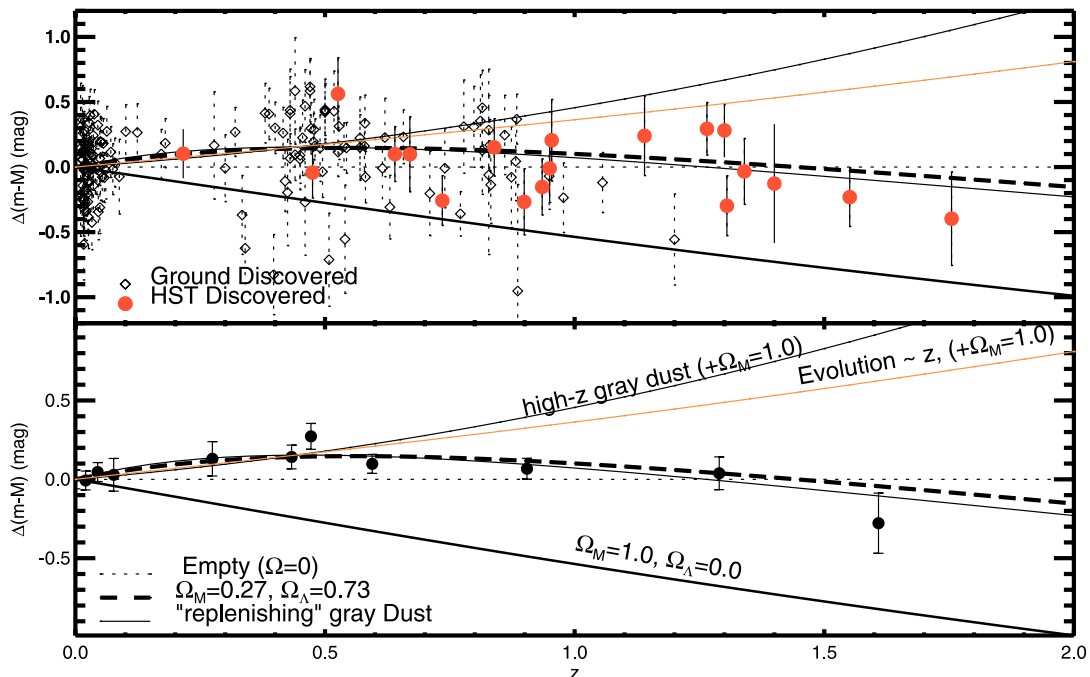 1.0
0.5
0.0
-0.5
-1.0
Δ(m-M) (mag)
Ground Discovered
HST Discovered
0.5
0.0
-0.5
Δ(m-M) (mag)
high-z gray dust (+Ω_M=1.0)
Evolution ~ z, (+Ω_M=1.0)
Ω_M=1.0, Ω_Λ=0.0
Empty (Ω=0)
Ω_M=0.27, Ω_Λ=0.73
"replenishing" gray Dust
0.0 0.5 1.0 1.5 2.0
z